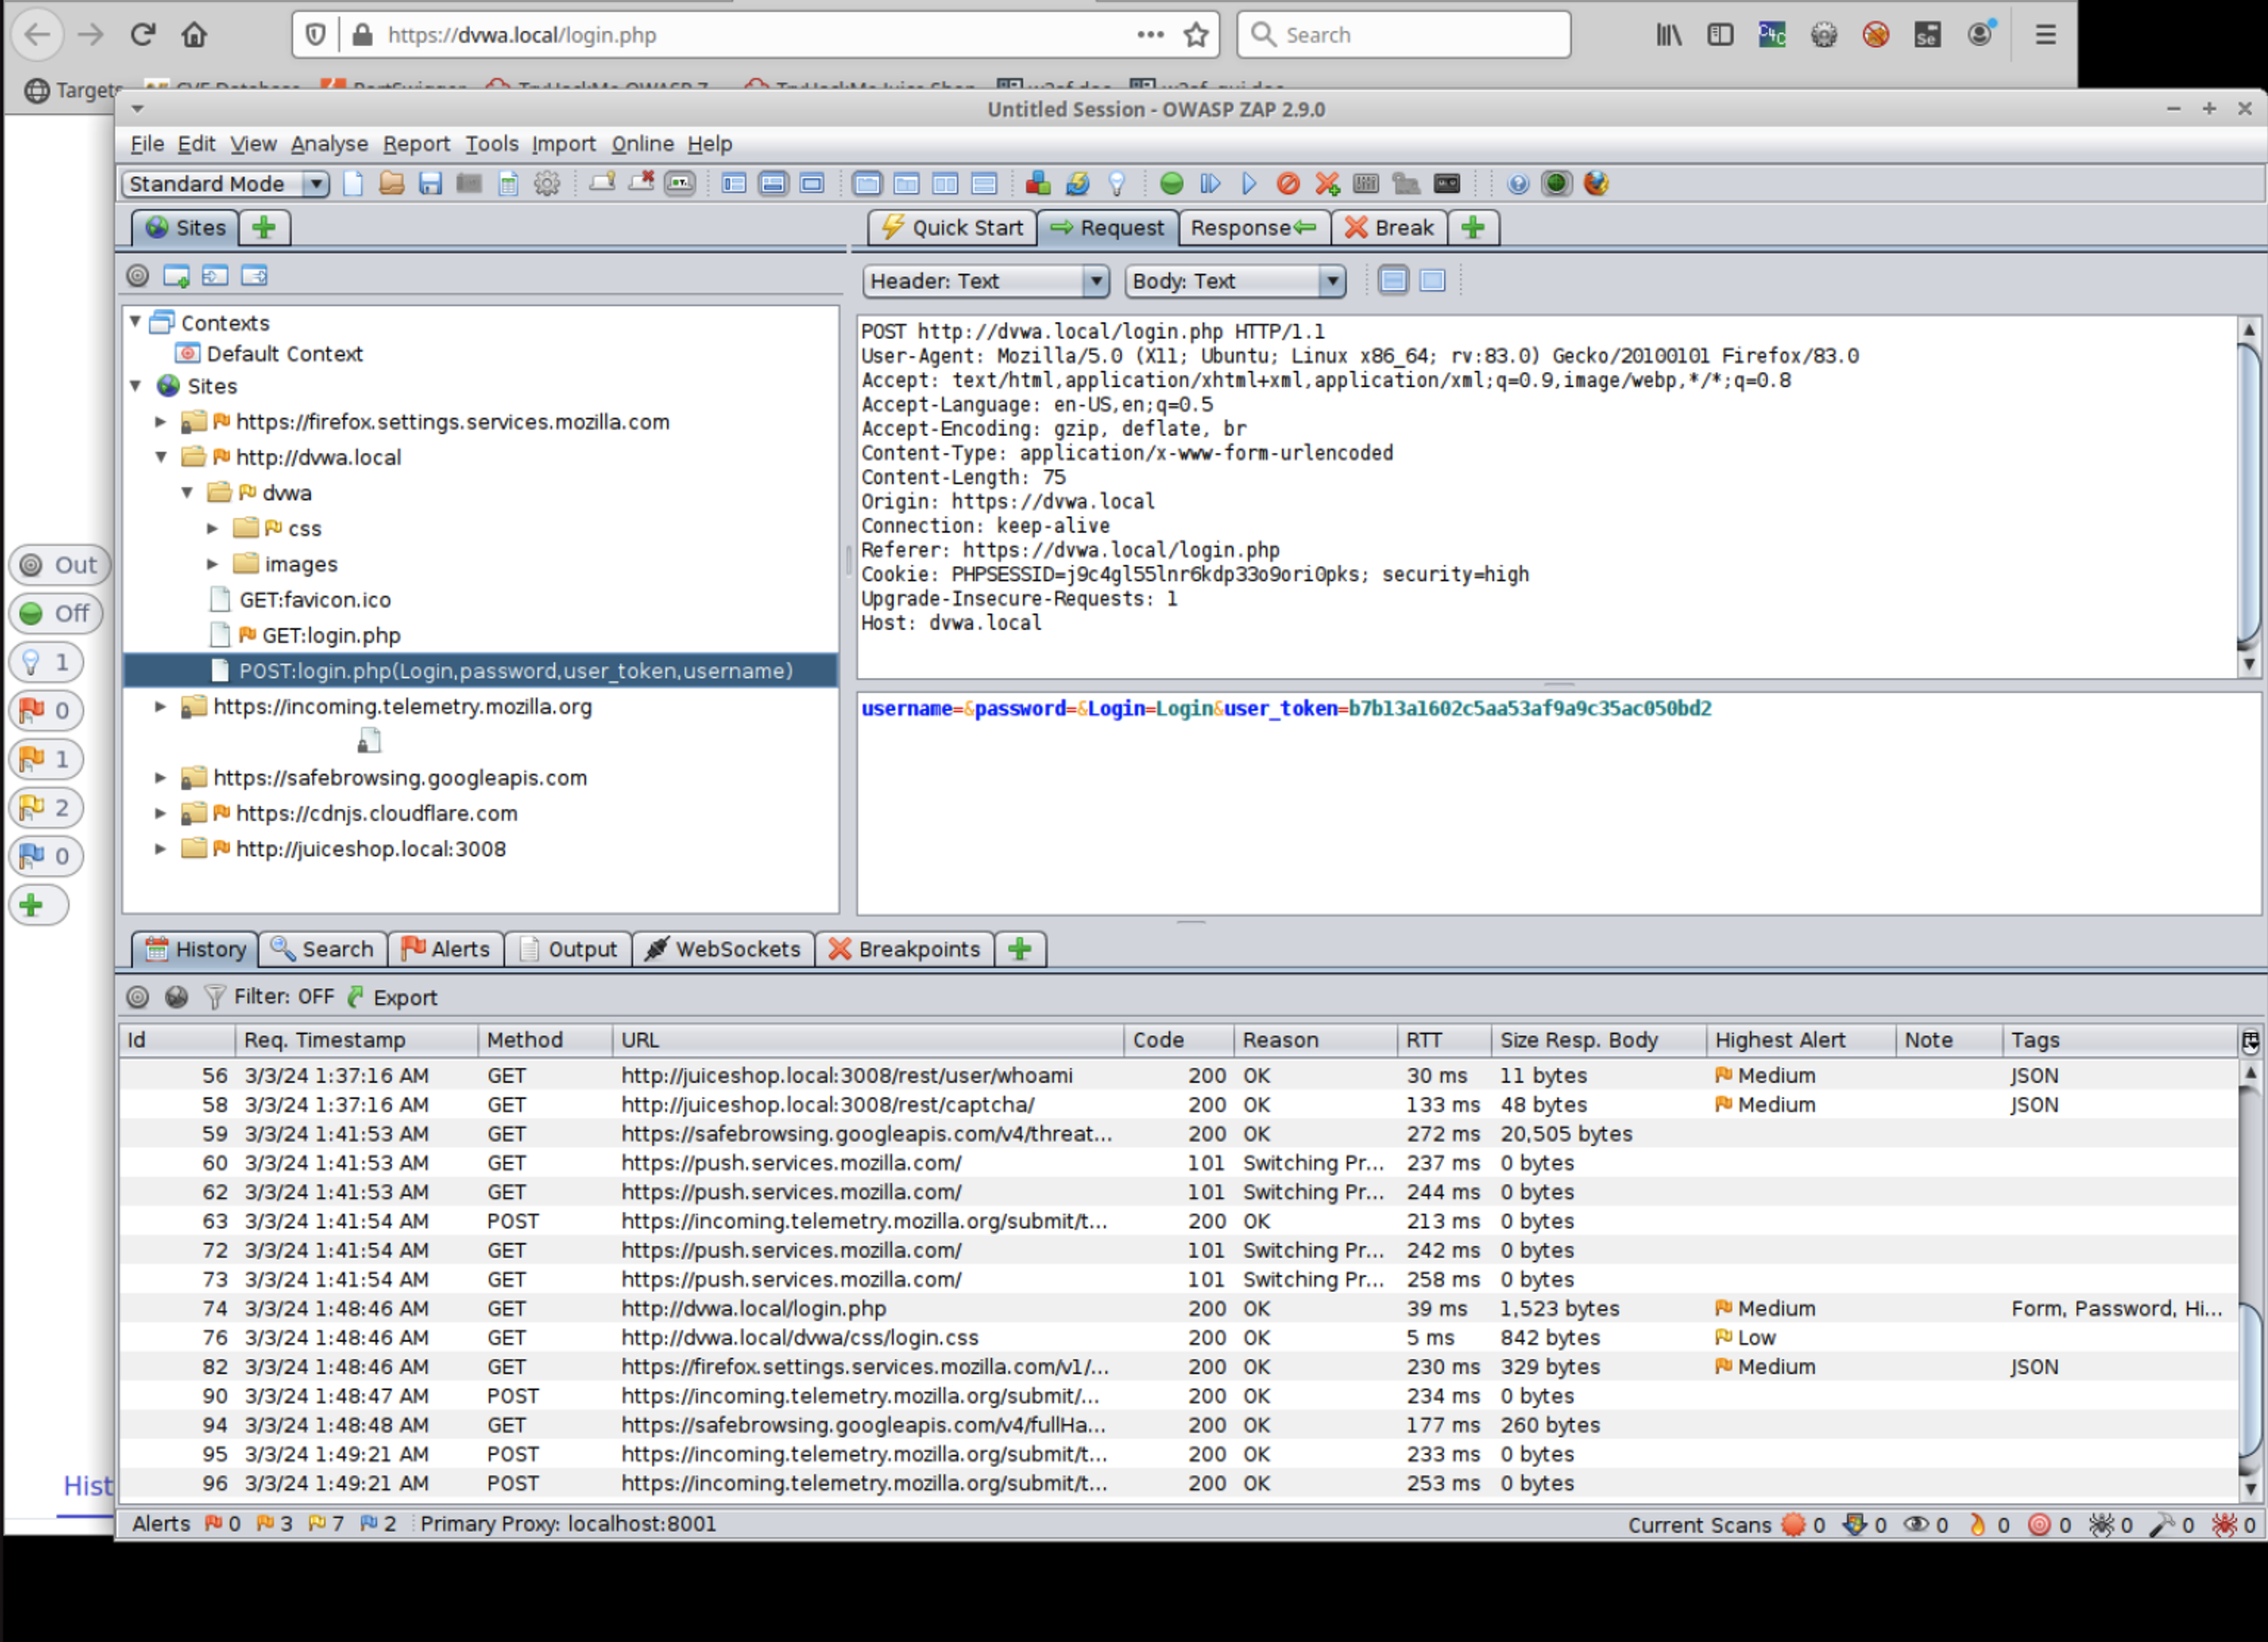 https://dvwa.local/login.php
Search
Targets
Untitled Session - OWASP ZAP 2.9.0
File Edit View Analyse Report Tools Import Online Help
Standard Mode
Sites
Quick Start
Request
Response
Break
Header: Text
Body: Text
Contexts
Default Context
Sites
https://firefox.settings.services.mozilla.com
http://dvwa.local
dvwa
css
images
GET:favicon.ico
GET:login.php
POST:login.php(Login,password,user_token,username)
https://incoming.telemetry.mozilla.org
https://safebrowsing.googleapis.com
https://cdnjs.cloudflare.com
http://juiceshop.local:3008
Out
Off
1
0
1
2
0
POST http://dvwa.local/login.php HTTP/1.1
User-Agent: Mozilla/5.0 (X11; Ubuntu; Linux x86_64; rv:83.0) Gecko/20100101 Firefox/83.0
Accept: text/html,application/xhtml+xml,application/xml;q=0.9,image/webp,*/*;q=0.8
Accept-Language: en-US,en;q=0.5
Accept-Encoding: gzip, deflate, br
Content-Type: application/x-www-form-urlencoded
Content-Length: 75
Origin: https://dvwa.local
Connection: keep-alive
Referer: https://dvwa.local/login.php
Cookie: PHPSESSID=j9c4gl55lnr6kdp33o9ori0pks; security=high
Upgrade-Insecure-Requests: 1
Host: dvwa.local
username=&password=&Login=Login&user_token=b7b13a1602c5aa53af9a9c35ac050bd2
History
Search
Alerts
Output
WebSockets
Breakpoints
Filter: OFF
Export
Id Req. Timestamp Method URL Code Reason RTT Size Resp. Body Highest Alert Note Tags
56 3/3/24 1:37:16 AM GET http://juiceshop.local:3008/rest/user/whoami 200 OK 30 ms 11 bytes Medium JSON
58 3/3/24 1:37:16 AM GET http://juiceshop.local:3008/rest/captcha/ 200 OK 133 ms 48 bytes Medium JSON
59 3/3/24 1:41:53 AM GET https://safebrowsing.googleapis.com/v4/threat... 200 OK 272 ms 20,505 bytes
60 3/3/24 1:41:53 AM GET https://push.services.mozilla.com/ 101 Switching Pr... 237 ms 0 bytes
62 3/3/24 1:41:53 AM GET https://push.services.mozilla.com/ 101 Switching Pr... 244 ms 0 bytes
63 3/3/24 1:41:54 AM POST https://incoming.telemetry.mozilla.org/submit/t... 200 OK 213 ms 0 bytes
72 3/3/24 1:41:54 AM GET https://push.services.mozilla.com/ 101 Switching Pr... 242 ms 0 bytes
73 3/3/24 1:41:54 AM GET https://push.services.mozilla.com/ 101 Switching Pr... 258 ms 0 bytes
74 3/3/24 1:48:46 AM GET http://dvwa.local/login.php 200 OK 39 ms 1,523 bytes Medium Form, Password, Hi...
76 3/3/24 1:48:46 AM GET http://dvwa.local/dvwa/css/login.css 200 OK 5 ms 842 bytes Low
82 3/3/24 1:48:46 AM GET https://firefox.settings.services.mozilla.com/v1/... 200 OK 230 ms 329 bytes Medium JSON
90 3/3/24 1:48:47 AM POST https://incoming.telemetry.mozilla.org/submit/... 200 OK 234 ms 0 bytes
94 3/3/24 1:48:48 AM GET https://safebrowsing.googleapis.com/v4/fullHa... 200 OK 177 ms 260 bytes
95 3/3/24 1:49:21 AM POST https://incoming.telemetry.mozilla.org/submit/t... 200 OK 233 ms 0 bytes
96 3/3/24 1:49:21 AM POST https://incoming.telemetry.mozilla.org/submit/t... 200 OK 253 ms 0 bytes
Hist
Alerts 0 3 7 2 Primary Proxy: localhost:8001 Current Scans 0 0 0 0 0 0 0 0